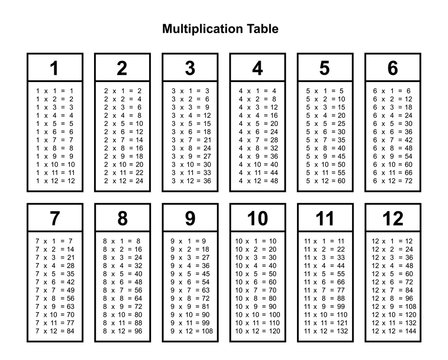 Multiplication Table
1
1 x 1 = 1
1 x 2 = 2
1 x 3 = 3
1 x 4 = 4
1 x 5 = 5
1 x 6 = 6
1 x 7 = 7
1 x 8 = 8
1 x 9 = 9
1 x 10 = 10
1 x 11 = 11
1 x 12 = 12
2
2 x 1 = 2
2 x 2 = 4
2 x 3 = 6
2 x 4 = 8
2 x 5 = 10
2 x 6 = 12
2 x 7 = 14
2 x 8 = 16
2 x 9 = 18
2 x 10 = 20
2 x 11 = 22
2 x 12 = 24
3
3 x 1 = 3
3 x 2 = 6
3 x 3 = 9
3 x 4 = 12
3 x 5 = 15
3 x 6 = 18
3 x 7 = 21
3 x 8 = 24
3 x 9 = 27
3 x 10 = 30
3 x 11 = 33
3 x 12 = 36
4
4 x 1 = 4
4 x 2 = 8
4 x 3 = 12
4 x 4 = 16
4 x 5 = 20
4 x 6 = 24
4 x 7 = 28
4 x 8 = 32
4 x 9 = 36
4 x 10 = 40
4 x 11 = 44
4 x 12 = 48
5
5 x 1 = 5
5 x 2 = 10
5 x 3 = 15
5 x 4 = 20
5 x 5 = 25
5 x 6 = 30
5 x 7 = 35
5 x 8 = 40
5 x 9 = 45
5 x 10 = 50
5 x 11 = 55
5 x 12 = 60
6
6 x 1 = 6
6 x 2 = 12
6 x 3 = 18
6 x 4 = 24
6 x 5 = 30
6 x 6 = 36
6 x 7 = 42
6 x 8 = 48
6 x 9 = 54
6 x 10 = 60
6 x 11 = 66
6 x 12 = 72
7
7 x 1 = 7
7 x 2 = 14
7 x 3 = 21
7 x 4 = 28
7 x 5 = 35
7 x 6 = 42
7 x 7 = 49
7 x 8 = 56
7 x 9 = 63
7 x 10 = 70
7 x 11 = 77
7 x 12 = 84
8
8 x 1 = 8
8 x 2 = 16
8 x 3 = 24
8 x 4 = 32
8 x 5 = 40
8 x 6 = 48
8 x 7 = 56
8 x 8 = 64
8 x 9 = 72
8 x 10 = 80
8 x 11 = 88
8 x 12 = 96
9
9 x 1 = 9
9 x 2 = 18
9 x 3 = 27
9 x 4 = 36
9 x 5 = 45
9 x 6 = 54
9 x 7 = 63
9 x 8 = 72
9 x 9 = 81
9 x 10 = 90
9 x 11 = 99
9 x 12 = 108
10
10 x 1 = 10
10 x 2 = 20
10 x 3 = 30
10 x 4 = 40
10 x 5 = 50
10 x 6 = 60
10 x 7 = 70
10 x 8 = 80
10 x 9 = 90
10 x 10 = 100
10 x 11 = 110
10 x 12 = 120
11
11 x 1 = 11
11 x 2 = 22
11 x 3 = 33
11 x 4 = 44
11 x 5 = 55
11 x 6 = 66
11 x 7 = 77
11 x 8 = 88
11 x 9 = 99
11 x 10 = 110
11 x 11 = 121
11 x 12 = 132
12
12 x 1 = 12
12 x 2 = 24
12 x 3 = 36
12 x 4 = 48
12 x 5 = 60
12 x 6 = 72
12 x 7 = 84
12 x 8 = 96
12 x 9 = 108
12 x 10 = 120
12 x 11 = 132
12 x 12 = 144